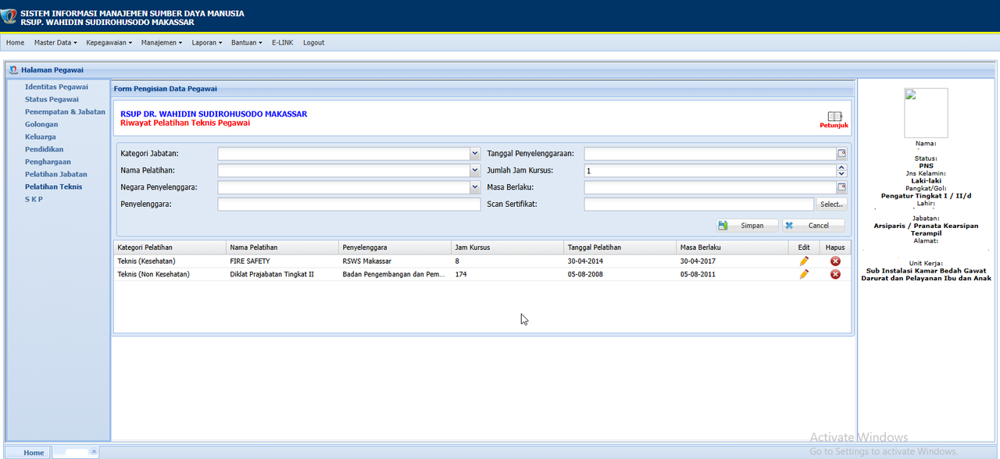 SISTEM INFORMASI MANAJEMEN SUMBER DAYA MANUSIA
RSUP. WAHIDIN SUDIROHUSODO MAKASSAR
Home Master Data Kepegawaian Manajemen Laporan Bantuan E-LINK Logout
Halaman Pegawai
Identitas Pegawai
Status Pegawai
Penempatan & Jabatan
Golongan
Keluarga
Pendidikan
Penghargaan
Pelatihan Jabatan
Pelatihan Teknis
S K P
Form Pengisian Data Pegawai
RSUP DR. WAHIDIN SUDIROHUSODO MAKASSAR
Riwayat Pelatihan Teknis Pegawai
Petunjuk
Kategori Jabatan:
Nama Pelatihan:
Negara Penyelenggara:
Penyelenggara:
Tanggal Penyelenggaraan:
Jumlah Jam Kursus: 1
Masa Berlaku:
Scan Sertifikat: Select..
Simpan Cancel
Kategori Pelatihan Nama Pelatihan Penyelenggara Jam Kursus Tanggal Pelatihan Masa Berlaku Edit Hapus
Teknis (Kesehatan) FIRE SAFETY RSWS Makassar 8 30-04-2014 30-04-2017
Teknis (Non Kesehatan) Diklat Prajabatan Tingkat II Badan Pengembangan dan Pem... 174 05-08-2008 05-08-2011
Nama:
Status:
PNS
Jns Kelamin:
Laki-laki
Pangkat/Gol:
Pengatur Tingkat I / II/d
Lahir:
Jabatan:
Arsiparis / Pranata Kearsipan
Terampil
Alamat:
Unit Kerja:
Sub Instalasi Kamar Bedah Gawat
Darurat dan Pelayanan Ibu dan Anak
Activate Windows
Go to Settings to activate Windows.
Home